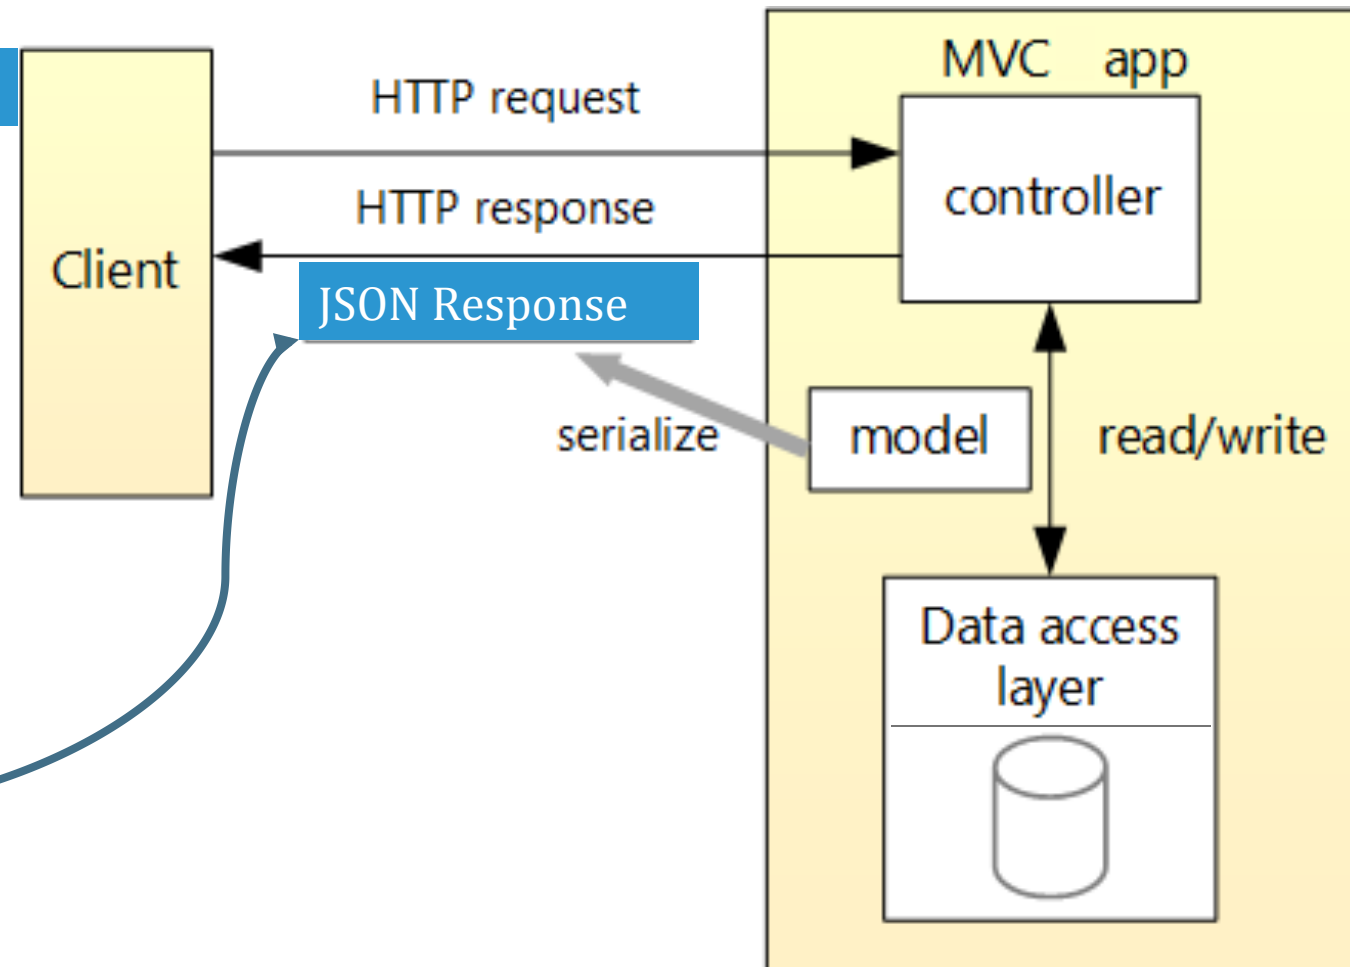 MVC app
HTTP request
controller
HTTP response
Client
JSON Response
serialize
model
read/write
Data access
layer